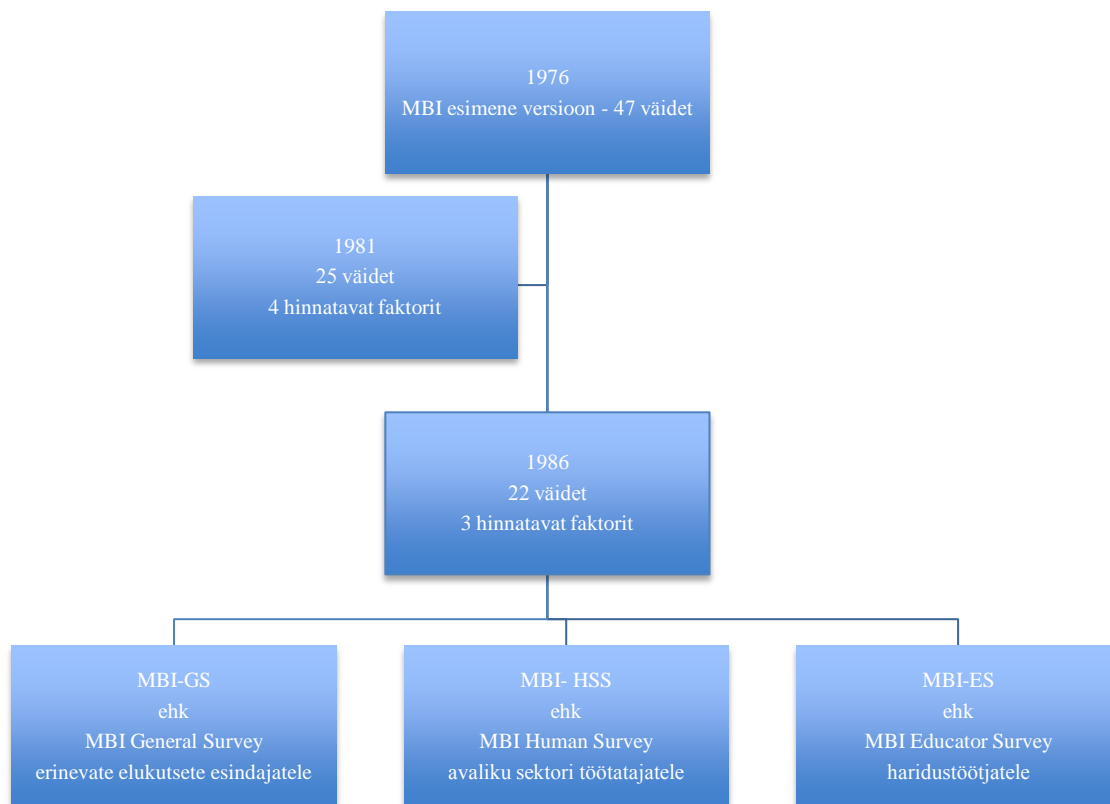 1976
MBI esimene versioon - 47 väidet
1981
25 väidet
4 hinnatavat faktorit
1986
22 väidet
3 hinnatavat faktorit
MBI-GS
ehk
MBI General Survey
erinevate elukutsete esindajatele
MBI- HSS
ehk
MBI Human Survey
avaliku sektori töötatajatele
MBI-ES
ehk
MBI Educator Survey
haridustöötjatele